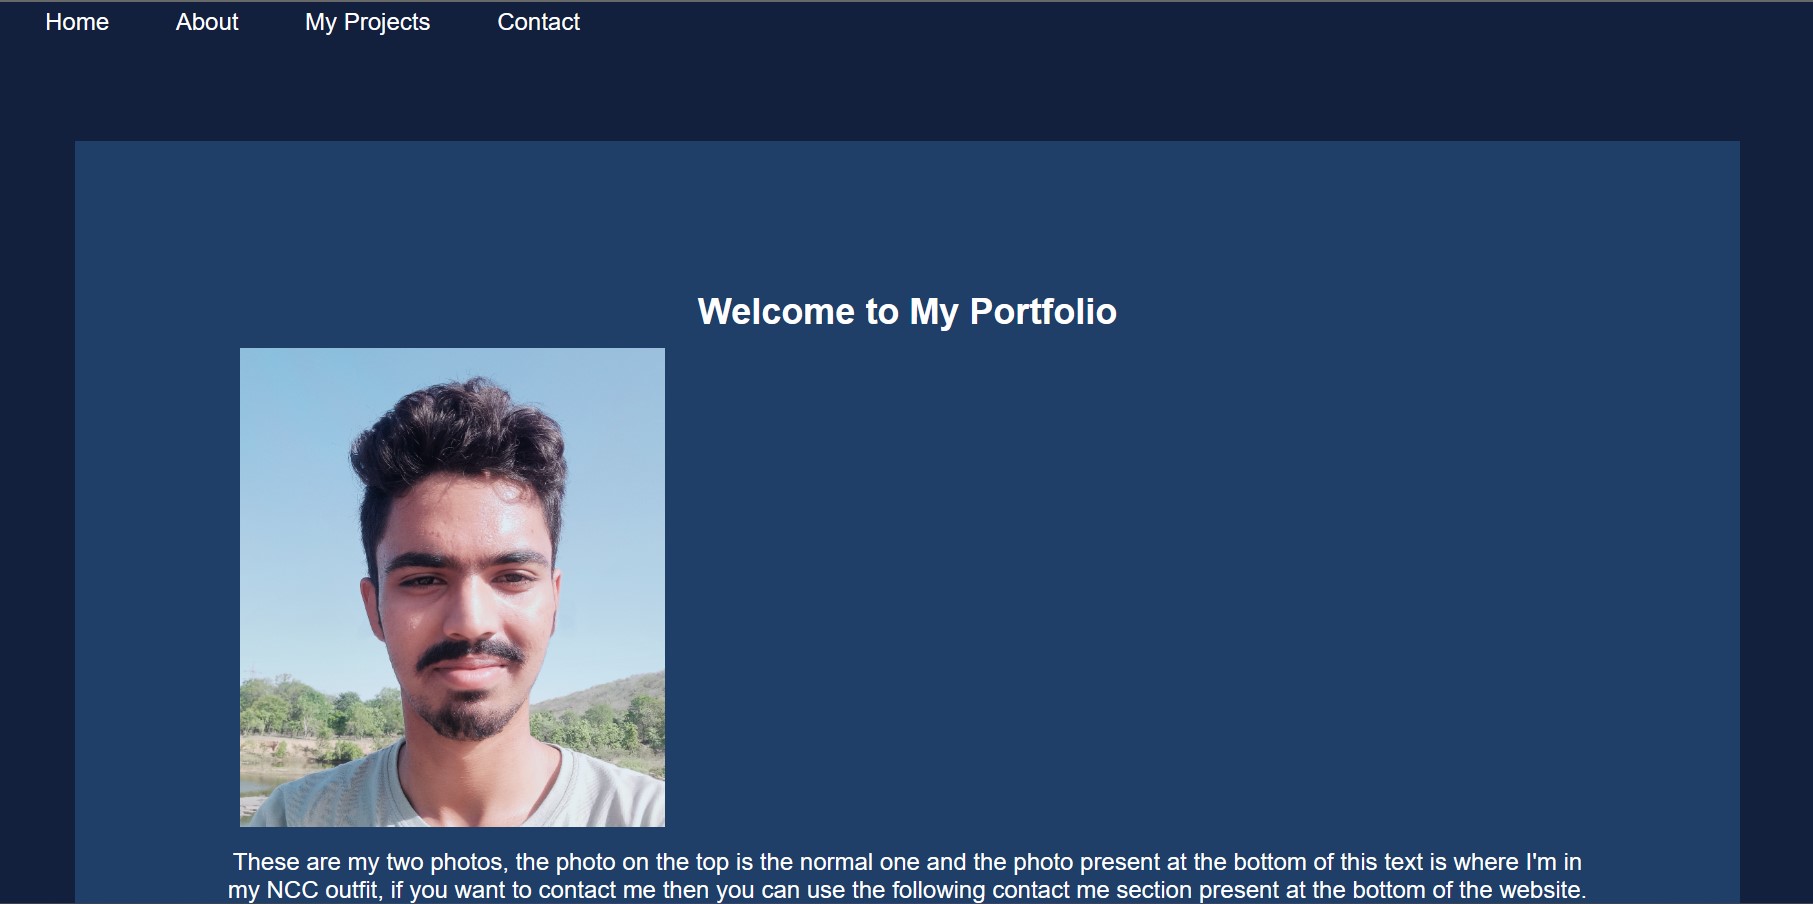 Home About My Projects Contact
Welcome to My Portfolio
These are my two photos, the photo on the top is the normal one and the photo present at the bottom of this text is where I'm in
my NCC outfit, if you want to contact me then you can use the following contact me section present at the bottom of the website.